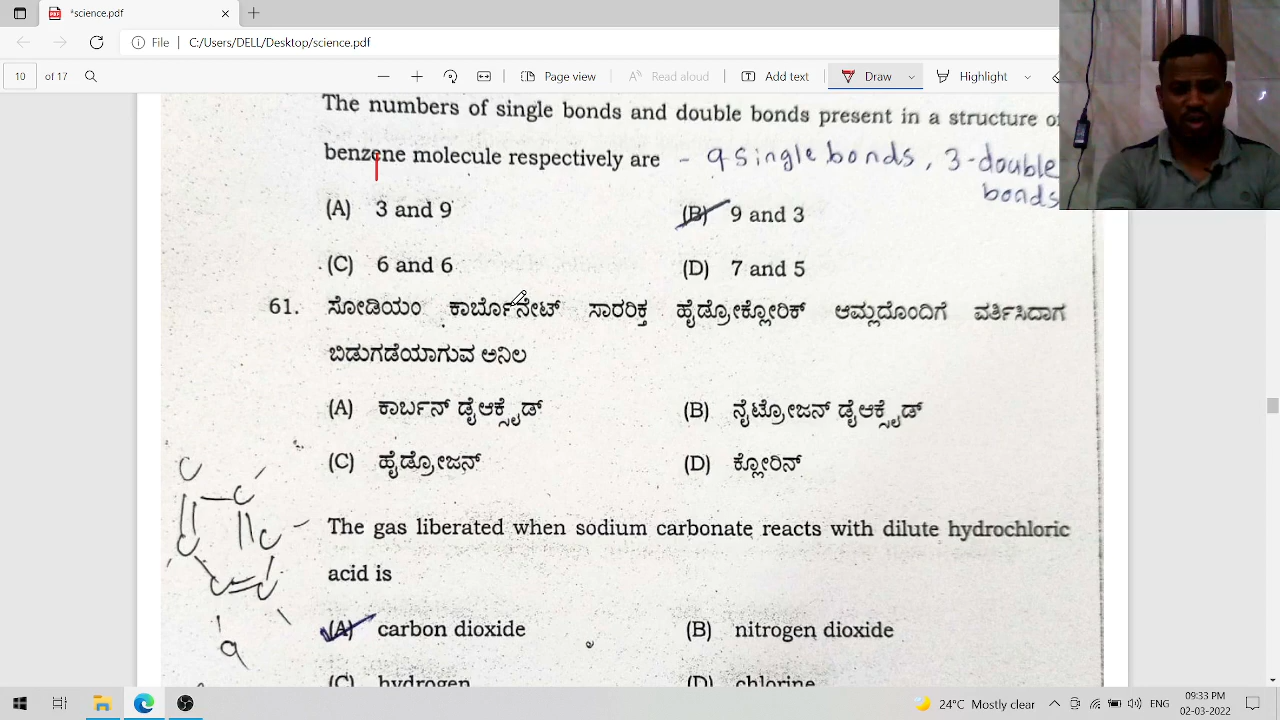 *science.pdf
File | C:/Users/DELL/Desktop/science.pdf
10 of 17 Page view Read aloud Add text Draw Highlight
The numbers of single bonds and double bonds present in a structure of
benzene molecule respectively are - 9 single bonds, 3-double
bonds
(A) 3 and 9 (B) 9 and 3
(C) 6 and 6 (D) 7 and 5
61. ಸೋಡಿಯಂ ಕಾರ್ಬೊನೇಟ್ ಸಾರರಿಕ್ತ ಹೈಡ್ರೋಕ್ಲೋರಿಕ್ ಆಮ್ಲದೊಂದಿಗೆ ವರ್ತಿಸಿದಾಗ
ಬಿಡುಗಡೆಯಾಗುವ ಅನಿಲ
(A) ಕಾರ್ಬನ್ ಡೈಆಕ್ಸೈಡ್ (B) ನೈಟ್ರೋಜನ್ ಡೈಆಕ್ಸೈಡ್
(C) ಹೈಡ್ರೋಜನ್ (D) ಕ್ಲೋರಿನ್
C
C
C
C
C C
The gas liberated when sodium carbonate reacts with dilute hydrochloric
acid is
(A) carbon dioxide (B) nitrogen dioxide
9
(C) hydrogen (D) chlorine
24°C Mostly clear ENG 09:33 PM
02-03-2022